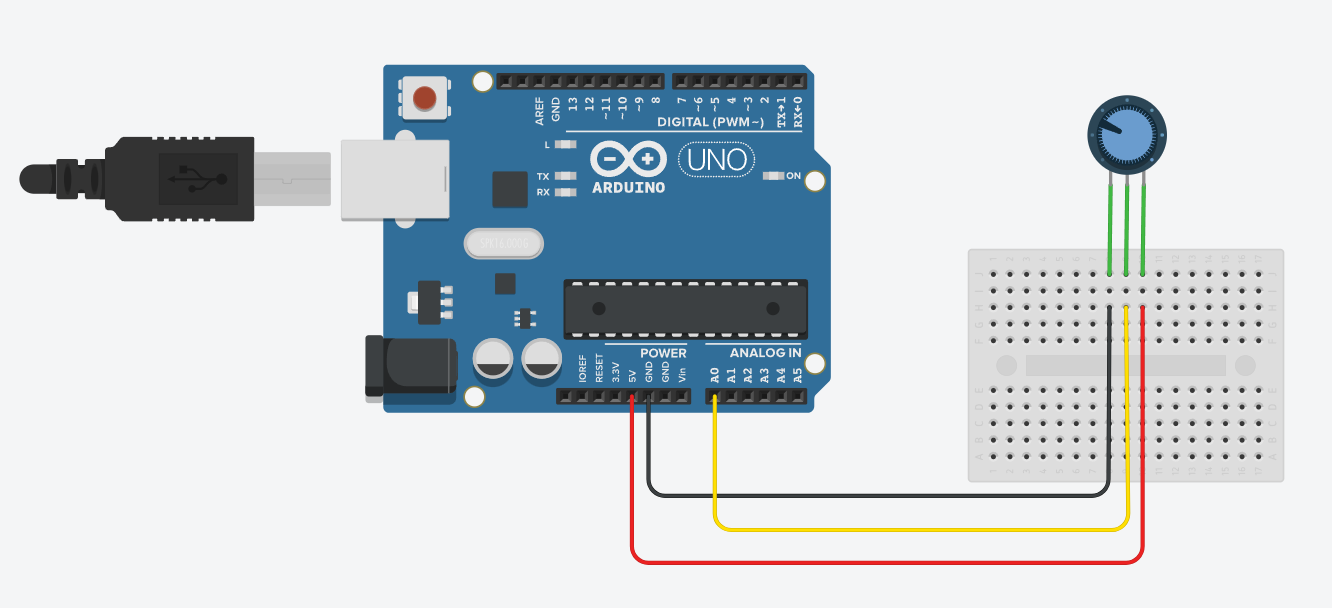 AREF
GND
13
12
~11
~10
~9
8
7
~6
~5
4
~3
2
TX→1
RX←0
DIGITAL (PWM~)
L
TX
RX
ARDUINO
UNO
ON
SPK16.000G
POWER
ANALOG IN
IOREF
RESET
3.3V
5V
GND
GND
Vin
A0
A1
A2
A3
A4
A5